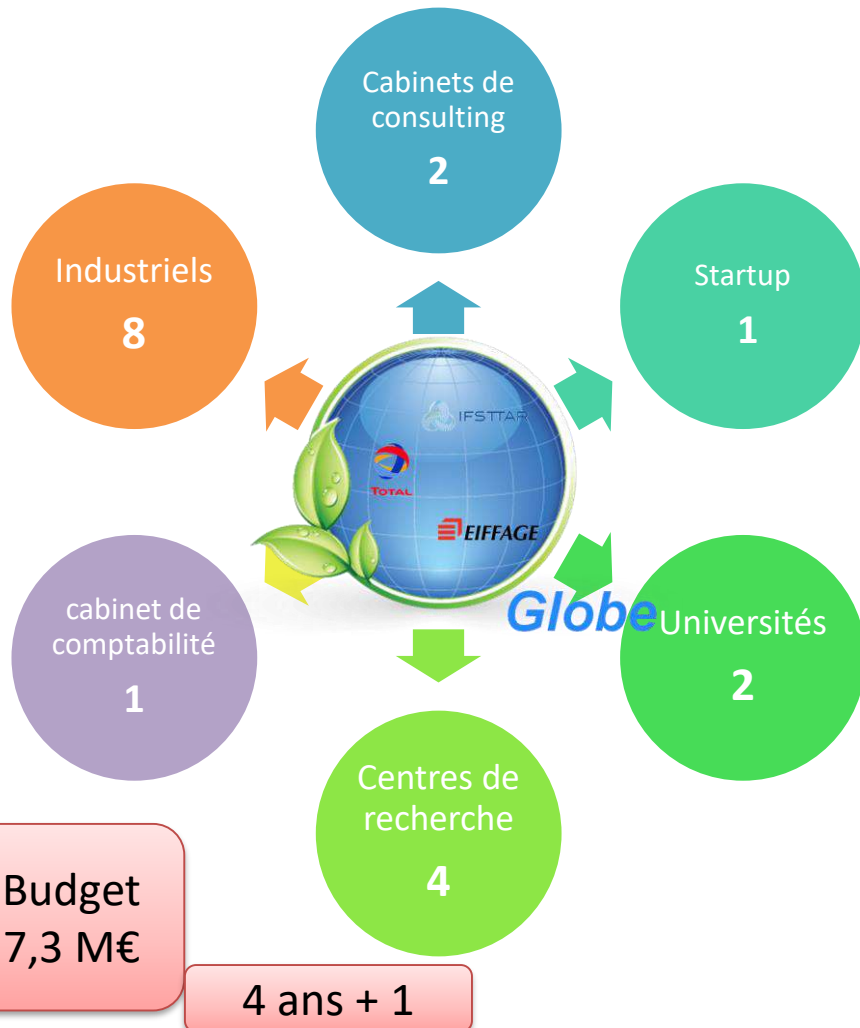 Cabinets de
consulting
2
Industriels
8
Startup
1
IFSTTAR
TOTAL
EIFFAGE
Globe
cabinet de
comptabilité
1
Universités
2
Centres de
recherche
4
Budget
7,3 M€
4 ans + 1